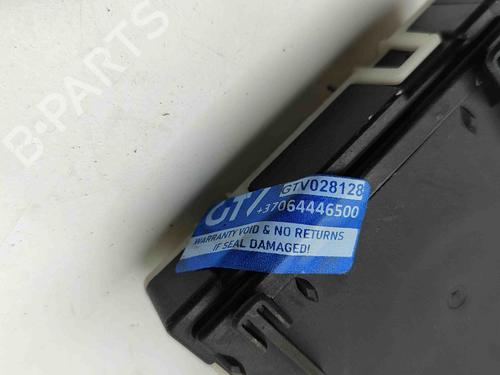 B-PARTS
GTV
GTV028128
+37064446500
WARRANTY VOID & NO RETURNS
IF SEAL DAMAGED!